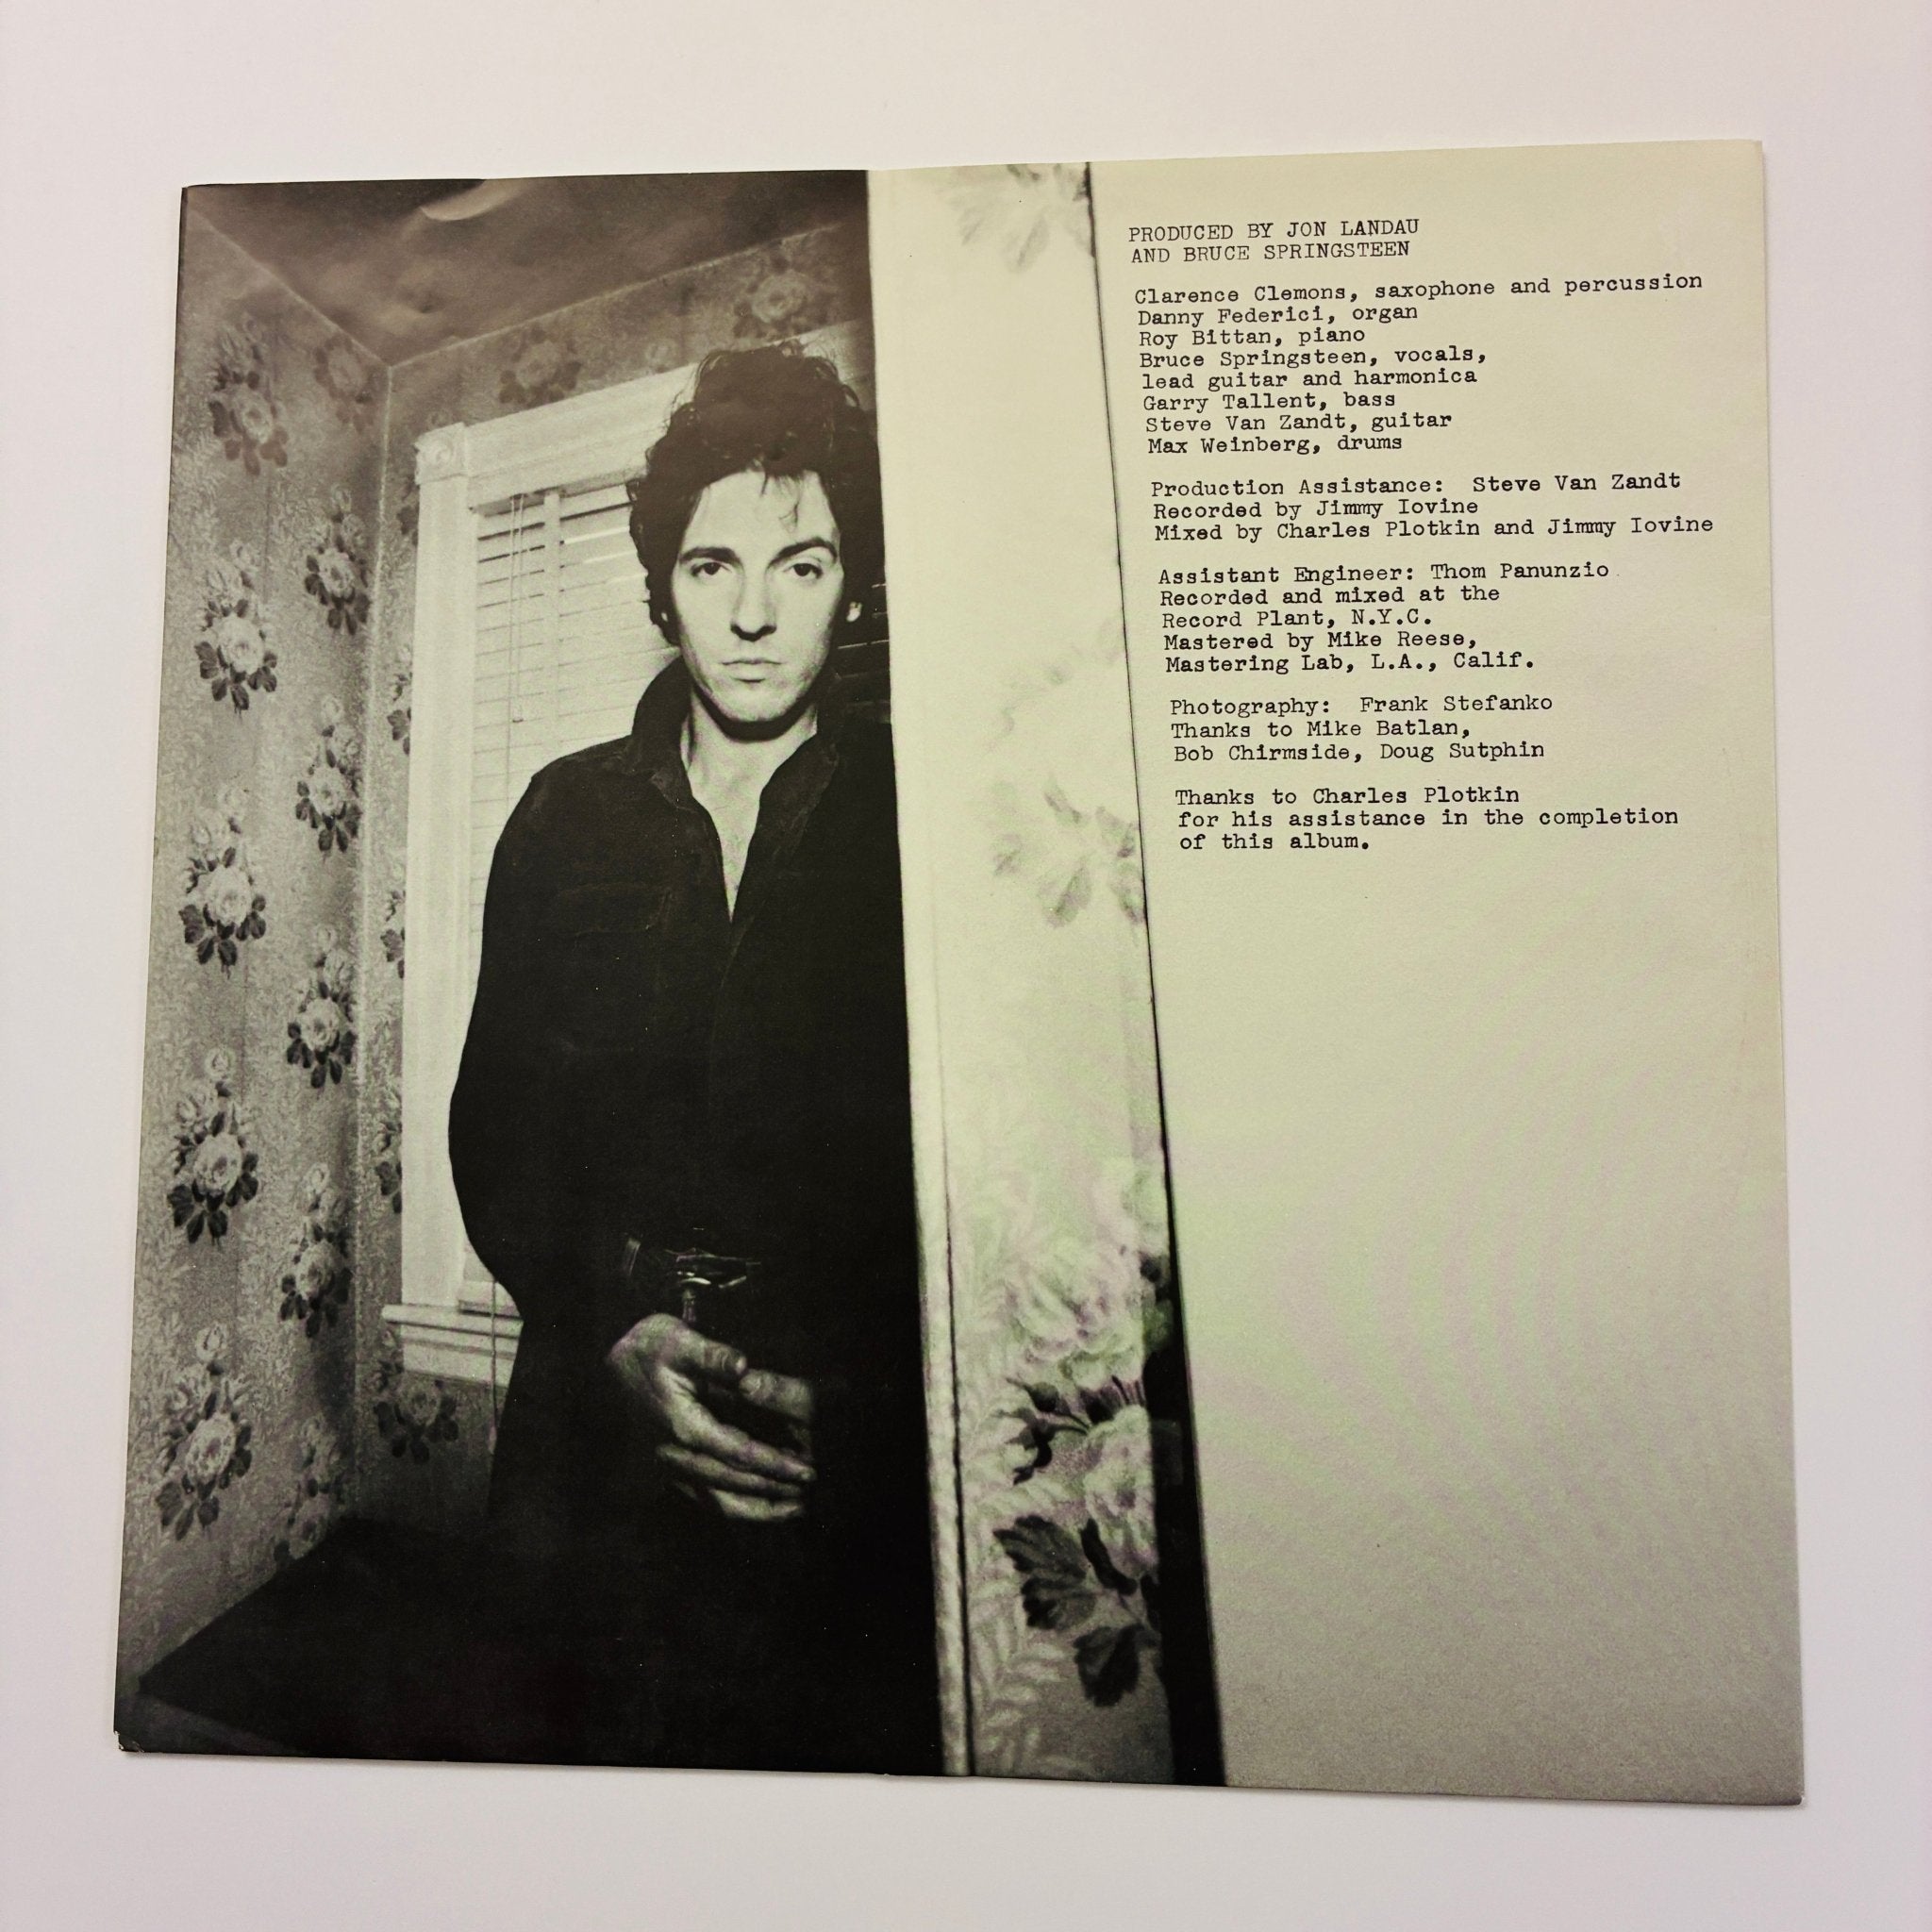 PRODUCED BY JON LANDAU
AND BRUCE SPRINGSTEEN
Clarence Clemons, saxophone and percussion
Danny Federici, organ
Roy Bittan, piano
Bruce Springsteen, vocals,
lead guitar and harmonica
Garry Tallent, bass
Steve Van Zandt, guitar
Max Weinberg, drums
Production Assistance: Steve Van Zandt
Recorded by Jimmy Iovine
Mixed by Charles Plotkin and Jimmy Iovine
Assistant Engineer: Thom Panunzio
Recorded and mixed at the
Record Plant, N.Y.C.
Mastered by Mike Reese,
Mastering Lab, L.A., Calif.
Photography: Frank Stefanko
Thanks to Mike Batlan,
Bob Chirmside, Doug Sutphin
Thanks to Charles Plotkin
for his assistance in the completion
of this album.